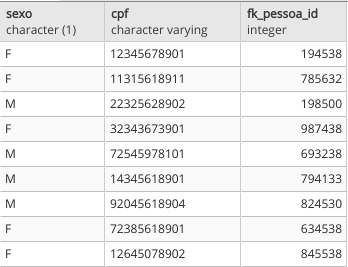 sexo cpf fk_pessoa_id
character (1) character varying integer
F 12345678901 194538
F 11315618911 785632
M 22325628902 198500
F 32343673901 987438
M 72545978101 693238
M 14345618901 794133
M 92045618904 824530
F 72385618901 634538
F 12645078902 845538